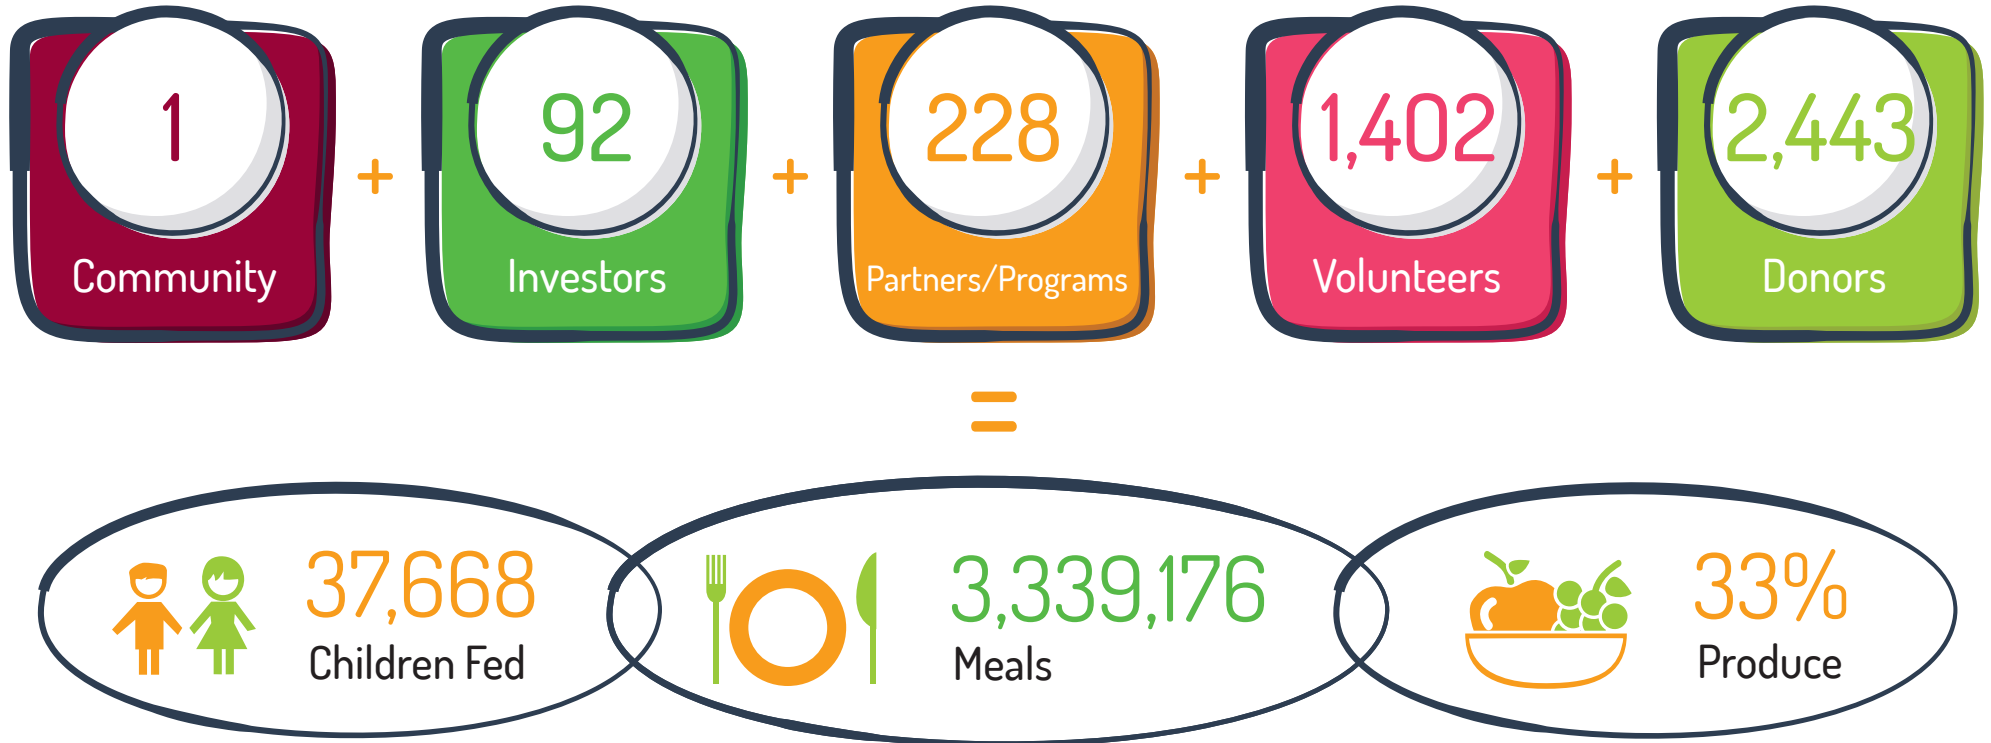 1 + 92 + 228 + 1,402 + 2,443
Community Investors Partners/Programs Volunteers Donors
=
37,668 3,339,176 33%
Children Fed Meals Produce